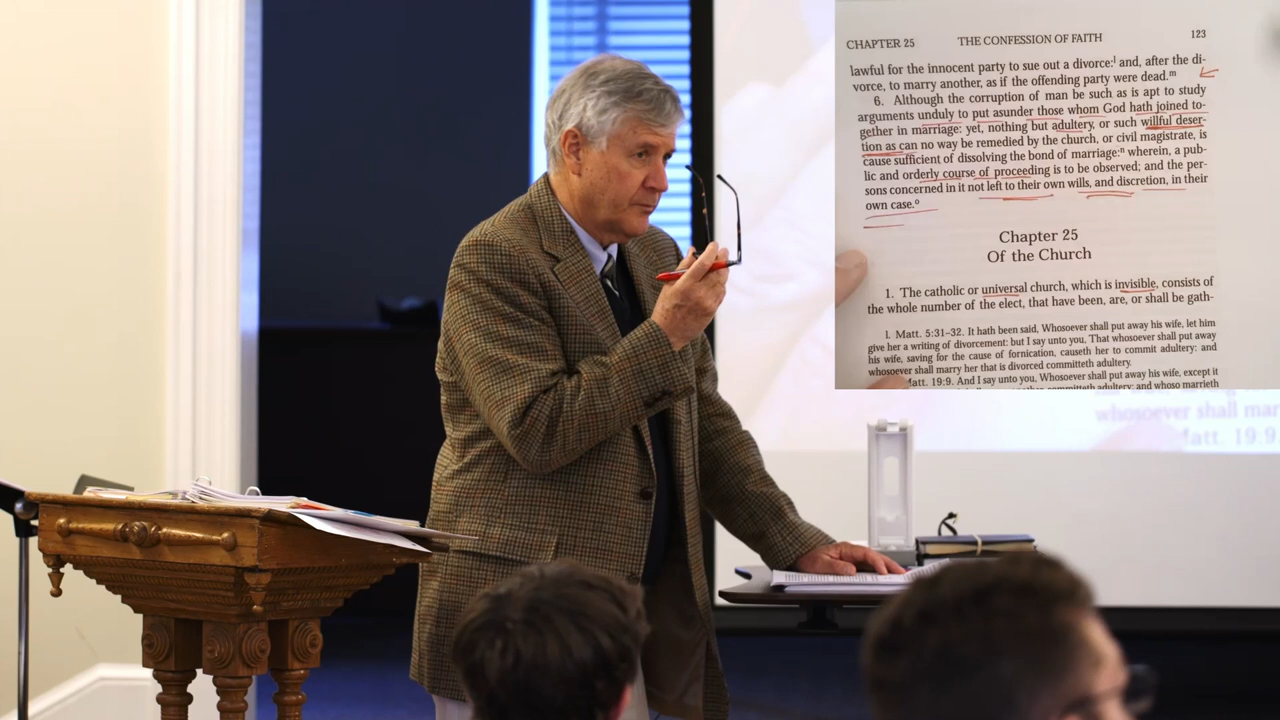 CHAPTER 25 THE CONFESSION OF FAITH 123
lawful for the innocent party to sue out a divorce:l and, after the di-
vorce, to marry another, as if the offending party were dead.m
6. Although the corruption of man be such as is apt to study
arguments unduly to put asunder those whom God hath joined to-
gether in marriage: yet, nothing but adultery, or such willful deser-
tion as can no way be remedied by the church, or civil magistrate, is
cause sufficient of dissolving the bond of marriage:n wherein, a pub-
lic and orderly course of proceeding is to be observed; and the per-
sons concerned in it not left to their own wills, and discretion, in their
own case.o
Chapter 25
Of the Church
1. The catholic or universal church, which is invisible, consists of
the whole number of the elect, that have been, are, or shall be gath-
l. Matt. 5:31–32. It hath been said, Whosoever shall put away his wife, let him
give her a writing of divorcement: but I say unto you, That whosoever shall put away
his wife, saving for the cause of fornication, causeth her to commit adultery: and
whosoever shall marry her that is divorced committeth adultery.
Matt. 19:9. And I say unto you, Whosoever shall put away his wife, except it
committeth adultery: and whoso marrieth
whosoever shall mar
Matt. 19:9